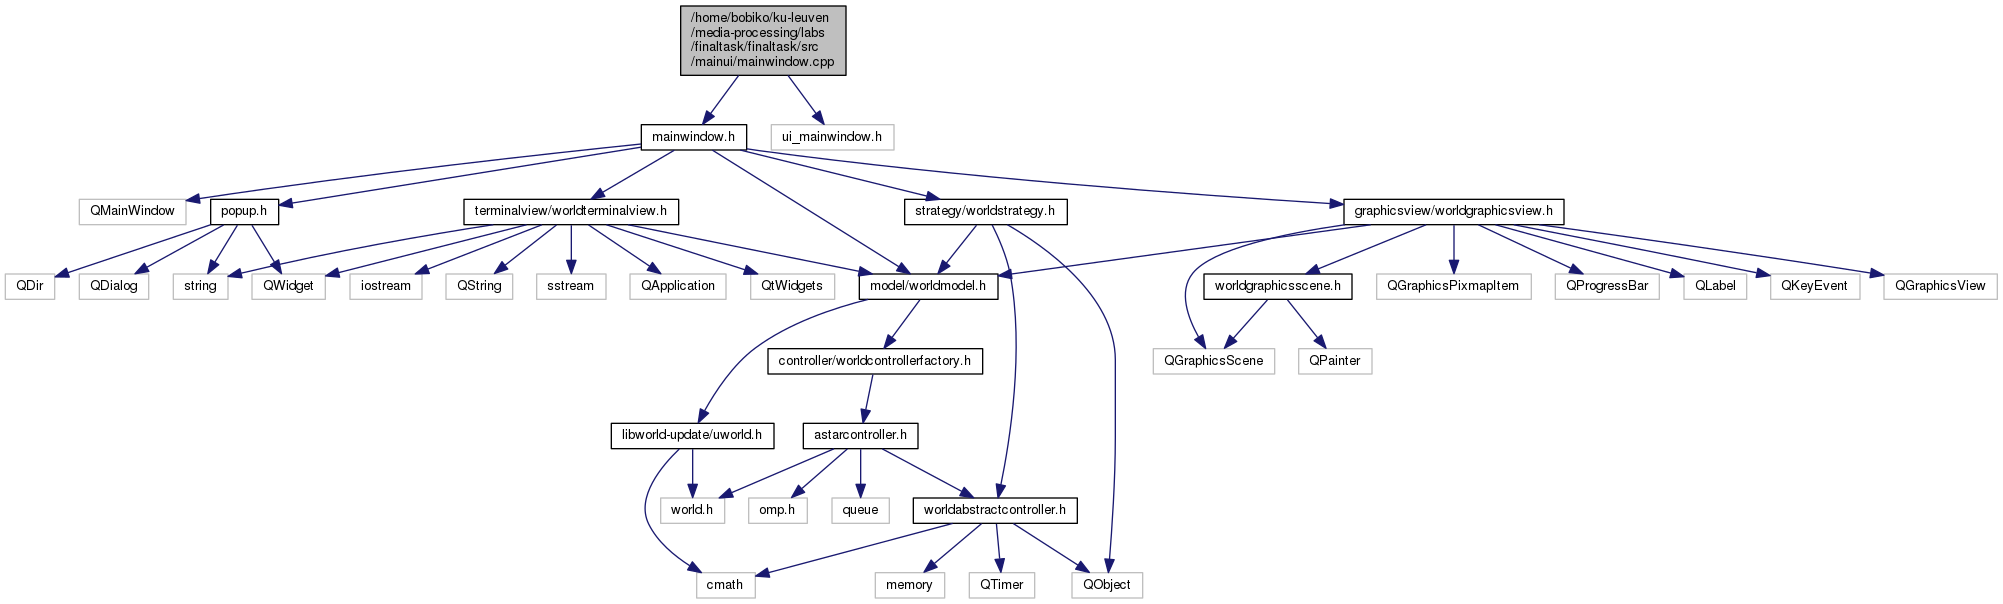 /home/bobiko/ku-leuven
/media-processing/labs
/finaltask/finaltask/src
/mainui/mainwindow.cpp
mainwindow.h
ui_mainwindow.h
QMainWindow
popup.h
terminalview/worldterminalview.h
strategy/worldstrategy.h
graphicsview/worldgraphicsview.h
QDir
QDialog
string
QWidget
iostream
QString
sstream
QApplication
QtWidgets
model/worldmodel.h
worldgraphicsscene.h
QGraphicsPixmapItem
QProgressBar
QLabel
QKeyEvent
QGraphicsView
controller/worldcontrollerfactory.h
QGraphicsScene
QPainter
libworld-update/uworld.h
astarcontroller.h
world.h
omp.h
queue
worldabstractcontroller.h
cmath
memory
QTimer
QObject